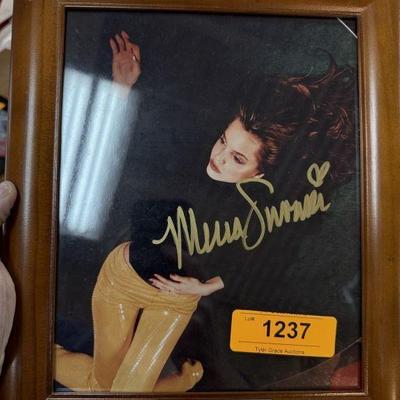 Mena Suvari
Lot#:
1237
Tyler Grace Auctions